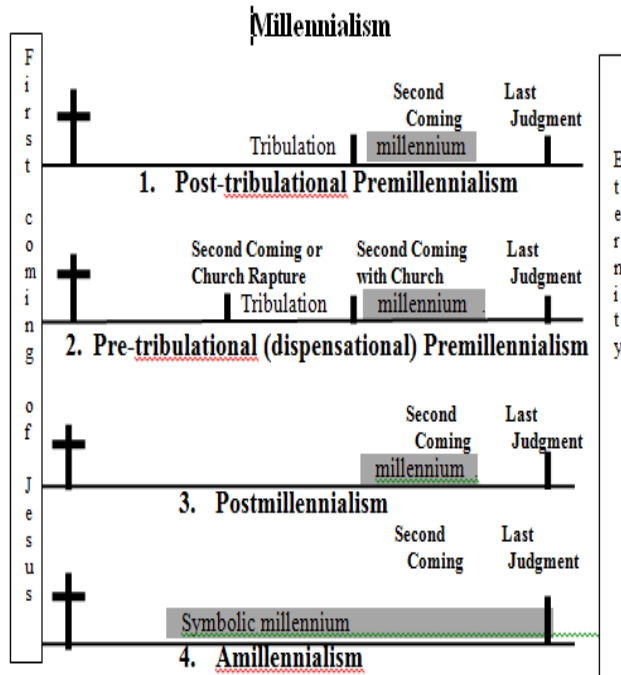 Millennialism
First coming of Jesus
Second Last
Coming Judgment
Tribulation millennium
1. Post-tribulational Premillennialism
Second Coming or Second Coming Last
Church Rapture with Church Judgment
Tribulation millennium .
2. Pre-tribulational (dispensational) Premillennialism
Second Last
Coming Judgment
millennium .
3. Postmillennialism
Second Last
Coming Judgment
Symbolic millennium
4. Amillennialism
Eternity